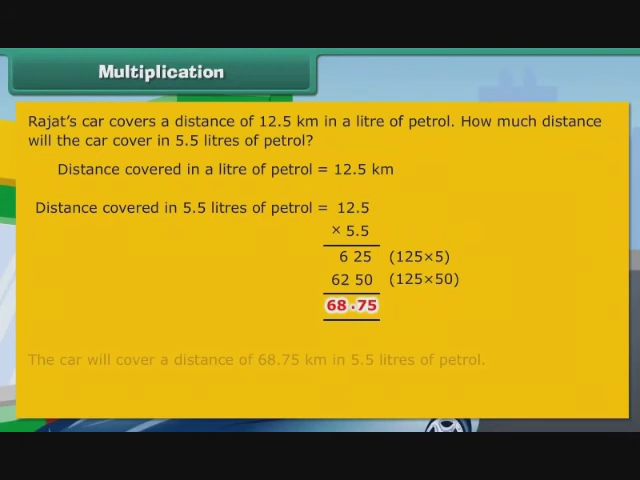 Multiplication
Rajat's car covers a distance of 12.5 km in a litre of petrol. How much distance
will the car cover in 5.5 litres of petrol?
Distance covered in a litre of petrol = 12.5 km
Distance covered in 5.5 litres of petrol = 12.5
× 5.5
6 25 (125×5)
62 50 (125×50)
68.75
The car will cover a distance of 68.75 km in 5.5 litres of petrol.